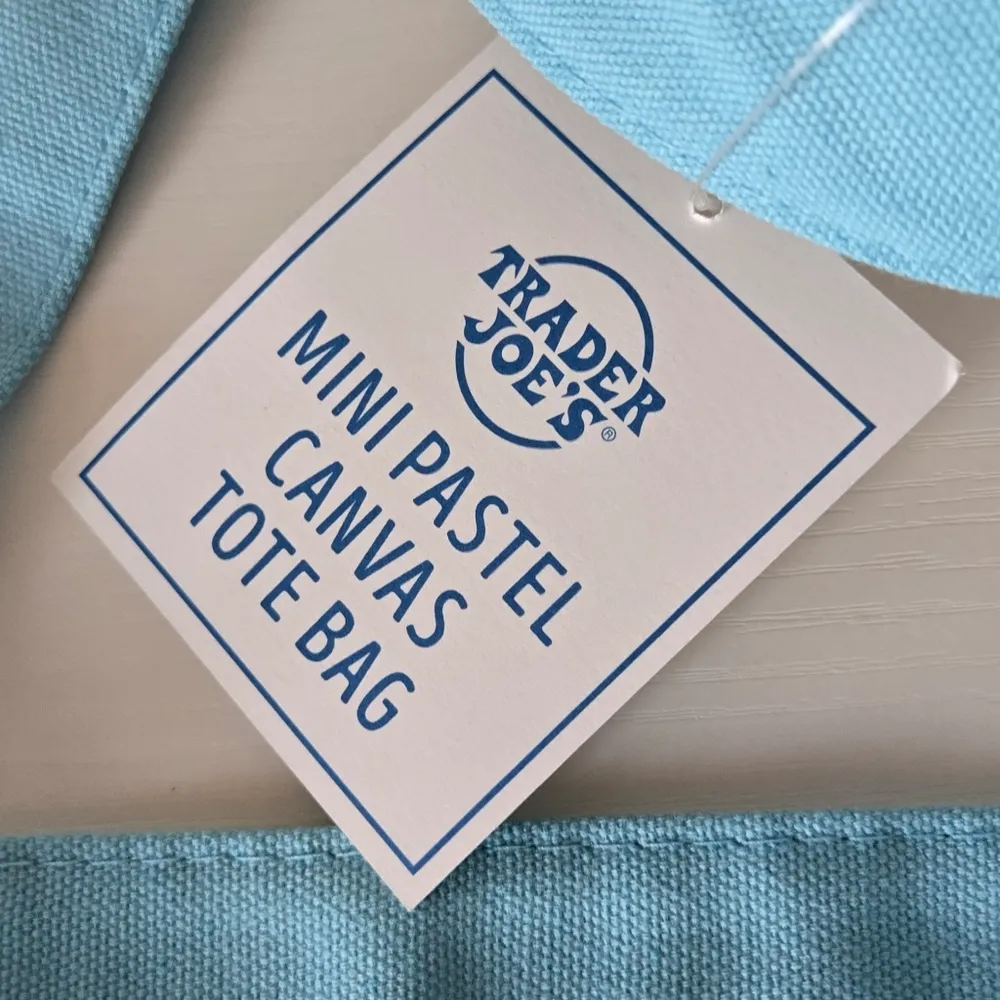 TRADER
JOE'S®
MINI PASTEL
CANVAS
TOTE BAG